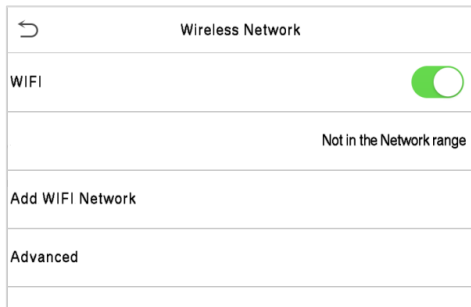 Wireless Network
WIFI
Not in the Network range
Add WIFI Network
Advanced